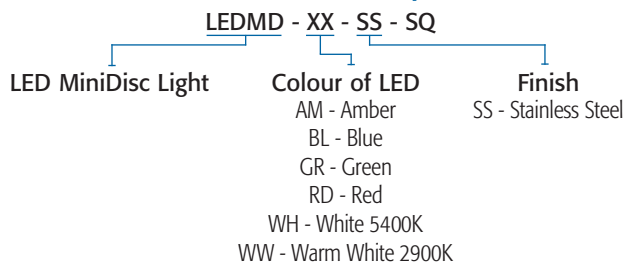 LEDMD - XX - SS - SQ
LED MiniDisc Light
Colour of LED
AM - Amber
BL - Blue
GR - Green
RD - Red
WH - White 5400K
WW - Warm White 2900K
Finish
SS - Stainless Steel